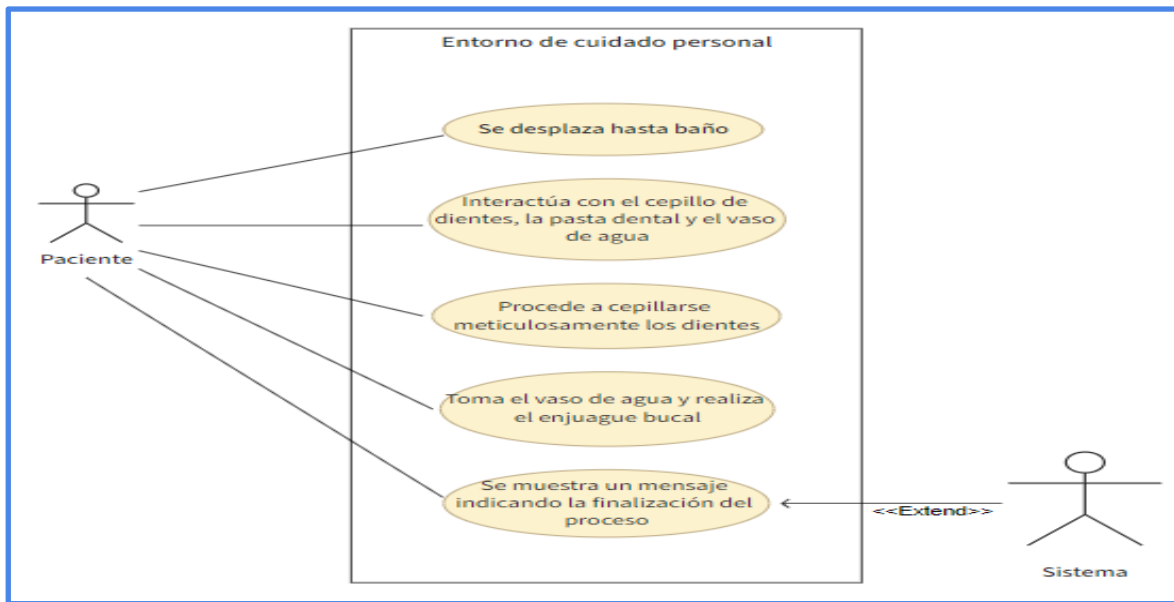 Entorno de cuidado personal
Se desplaza hasta baño
Interactúa con el cepillo de
dientes, la pasta dental y el vaso
de agua
Paciente
Procede a cepillarse
meticulosamente los dientes
Toma el vaso de agua y realiza
el enjuague bucal
Se muestra un mensaje
indicando la finalización del
proceso
<<Extend>>
Sistema